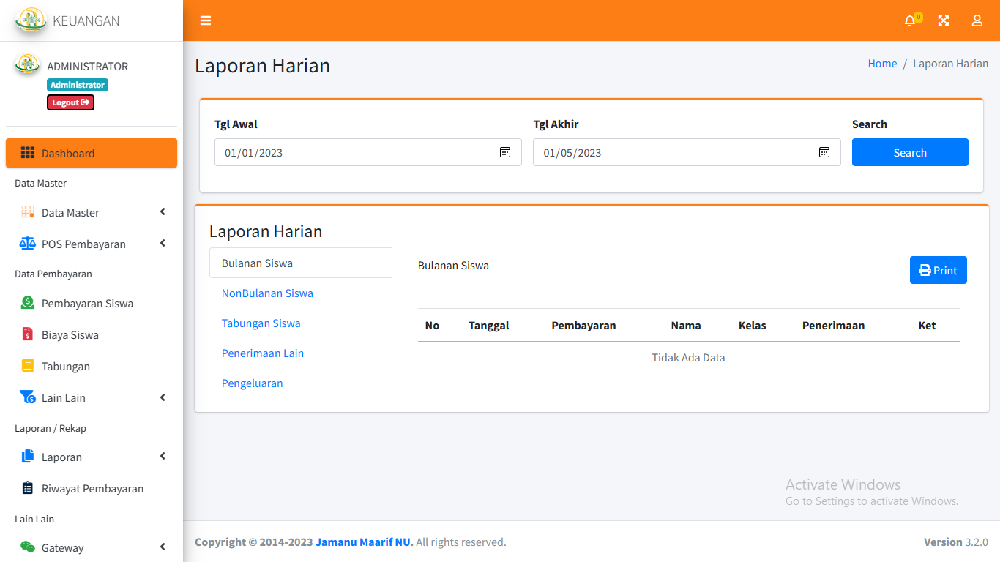 KEUANGAN
0
ADMINISTRATOR
Administrator
Logout
Dashboard
Data Master
Data Master
POS Pembayaran
Data Pembayaran
Pembayaran Siswa
Biaya Siswa
Tabungan
Lain Lain
Laporan / Rekap
Laporan
Riwayat Pembayaran
Lain Lain
Gateway
Laporan Harian
Home / Laporan Harian
Tgl Awal
Tgl Akhir
Search
01/01/2023
01/05/2023
Search
Laporan Harian
Bulanan Siswa
NonBulanan Siswa
Tabungan Siswa
Penerimaan Lain
Pengeluaran
Bulanan Siswa
Print
No Tanggal Pembayaran Nama Kelas Penerimaan Ket
Tidak Ada Data
Activate Windows
Go to Settings to activate Windows.
Copyright © 2014-2023 Jamanu Maarif NU. All rights reserved.
Version 3.2.0